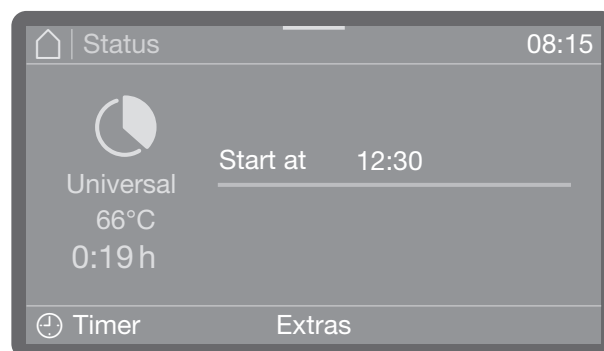 Status 08:15
Start at 12:30
Universal
66°C
0:19 h
Timer Extras